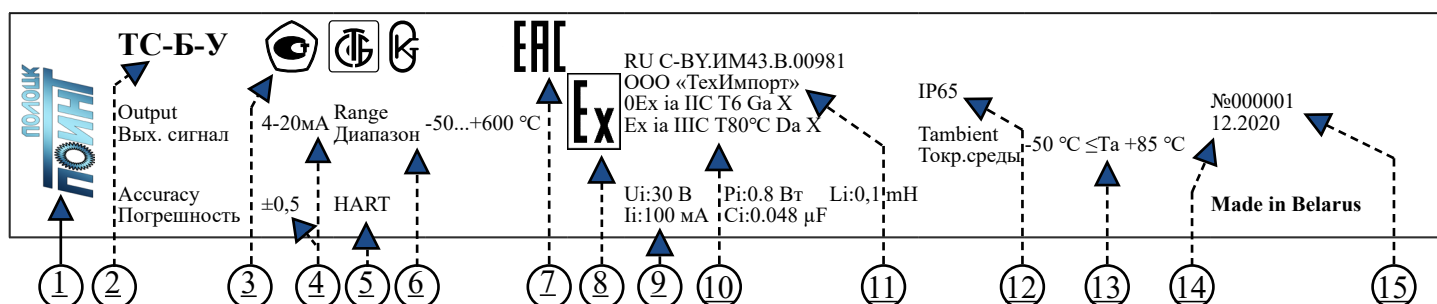 ПОЛОЦК
ПОИНТ
ТС-Б-У
Output
Вых. сигнал
4-20мА
Range
Диапазон
-50...+600 °C
Accuracy
Погрешность
±0,5
HART
EAC
Ex
RU C-BY.ИМ43.В.00981
ООО «ТехИмпорт»
0Ex ia IIC T6 Ga X
Ex ia IIIC T80°C Da X
Ui:30 В Pi:0.8 Вт Li:0,1 mH
Ii:100 мА Ci:0.048 µF
IP65
Tambient
Токр.среды
-50 °C ≤Ta +85 °C
№000001
12.2020
Made in Belarus
1 2 3 4 5 6 7 8 9 10 11 12 13 14 15